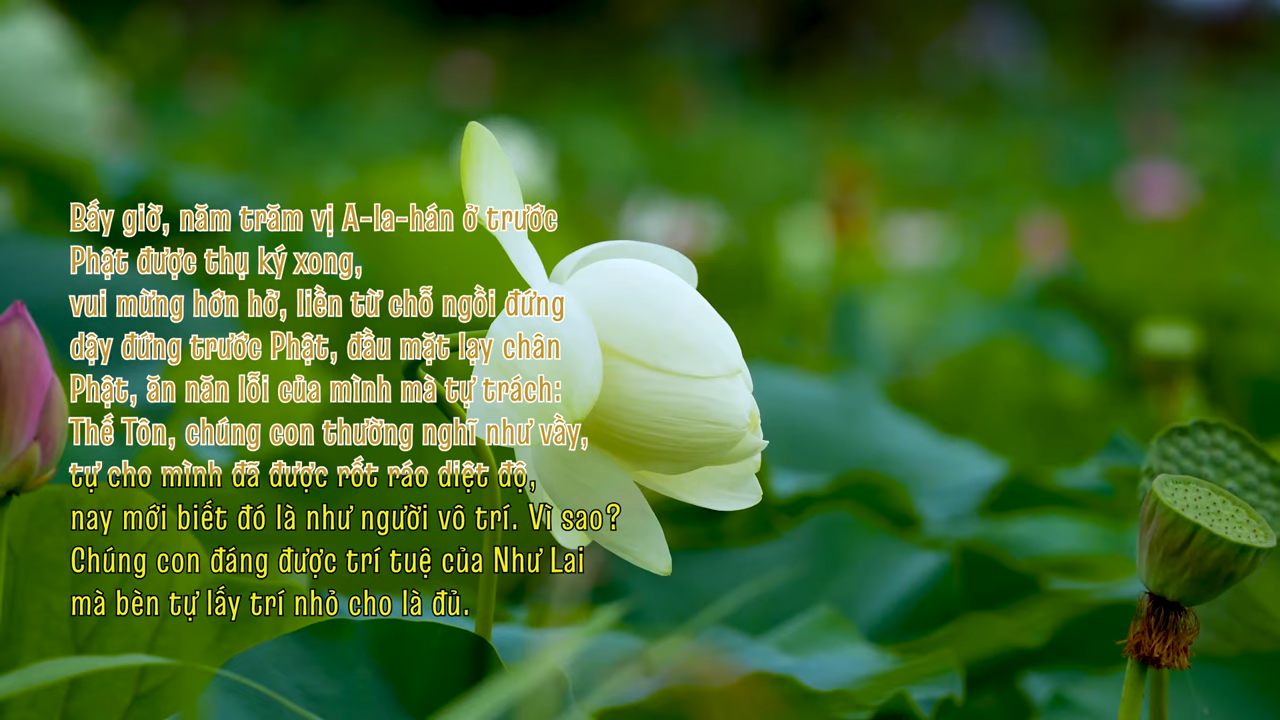 Bấy giờ, năm trăm vị A-la-hán ở trước
Phật được thụ ký xong,
vui mừng hớn hở, liền từ chỗ ngồi đứng
dậy đứng trước Phật, đầu mặt lạy chân
Phật, ăn năn lỗi của mình mà tự trách:
Thế Tôn, chúng con thường nghĩ như vầy,
tự cho mình đã được rốt ráo diệt độ,
nay mới biết đó là như người vô trí. Vì sao?
Chúng con đáng được trí tuệ của Như Lai
mà bèn tự lấy trí nhỏ cho là đủ.